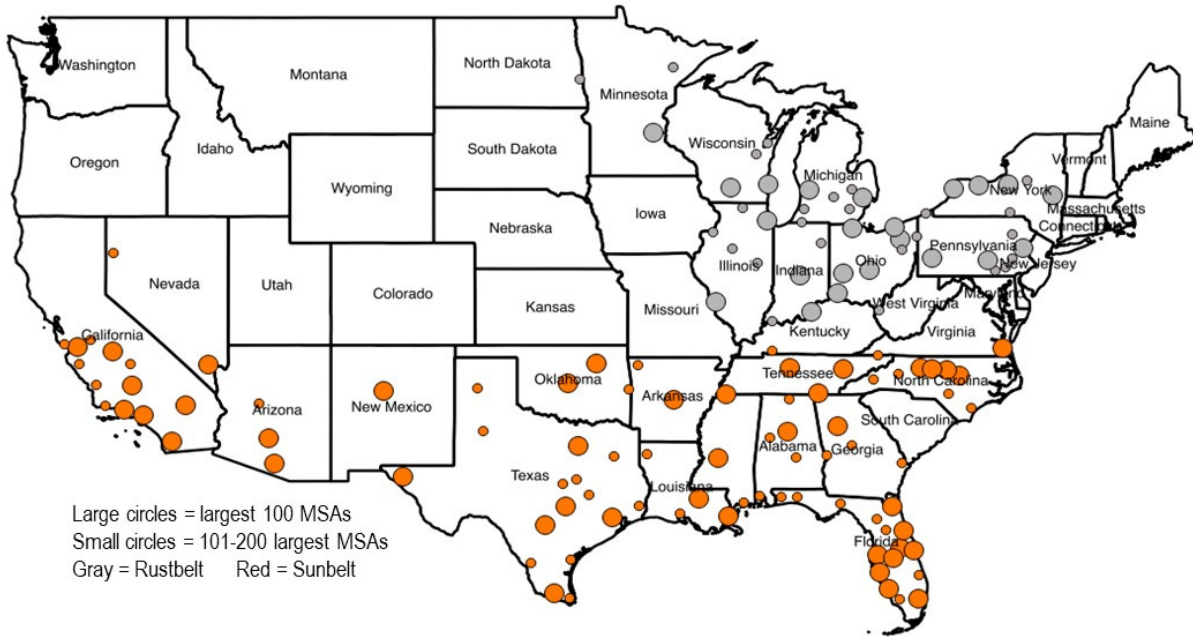 Washington
Montana
North Dakota
Minnesota
Maine
Oregon
Idaho
South Dakota
Wisconsin
Vermont
Wyoming
Michigan
New York
Massachusetts
Iowa
Connecticut
Nebraska
Pennsylvania
Nevada
Utah
Colorado
Illinois
Indiana
Ohio
New Jersey
Maryland
Kansas
Missouri
West Virginia
California
Kentucky
Virginia
Oklahoma
Tennessee
North Carolina
Arizona
New Mexico
Arkansas
South Carolina
Texas
Alabama
Georgia
Louisiana
Florida
Large circles = largest 100 MSAs
Small circles = 101-200 largest MSAs
Gray = Rustbelt Red = Sunbelt